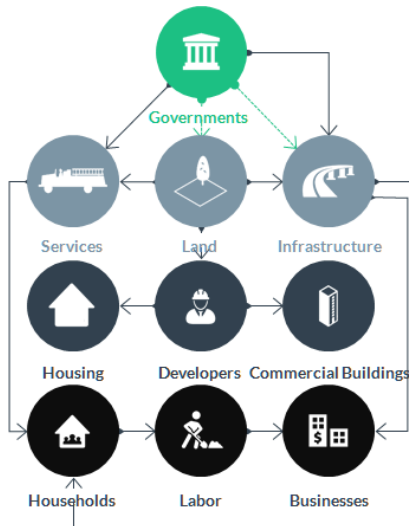 Governments
Services Land Infrastructure
Housing Developers Commercial Buildings
$
Households Labor Businesses